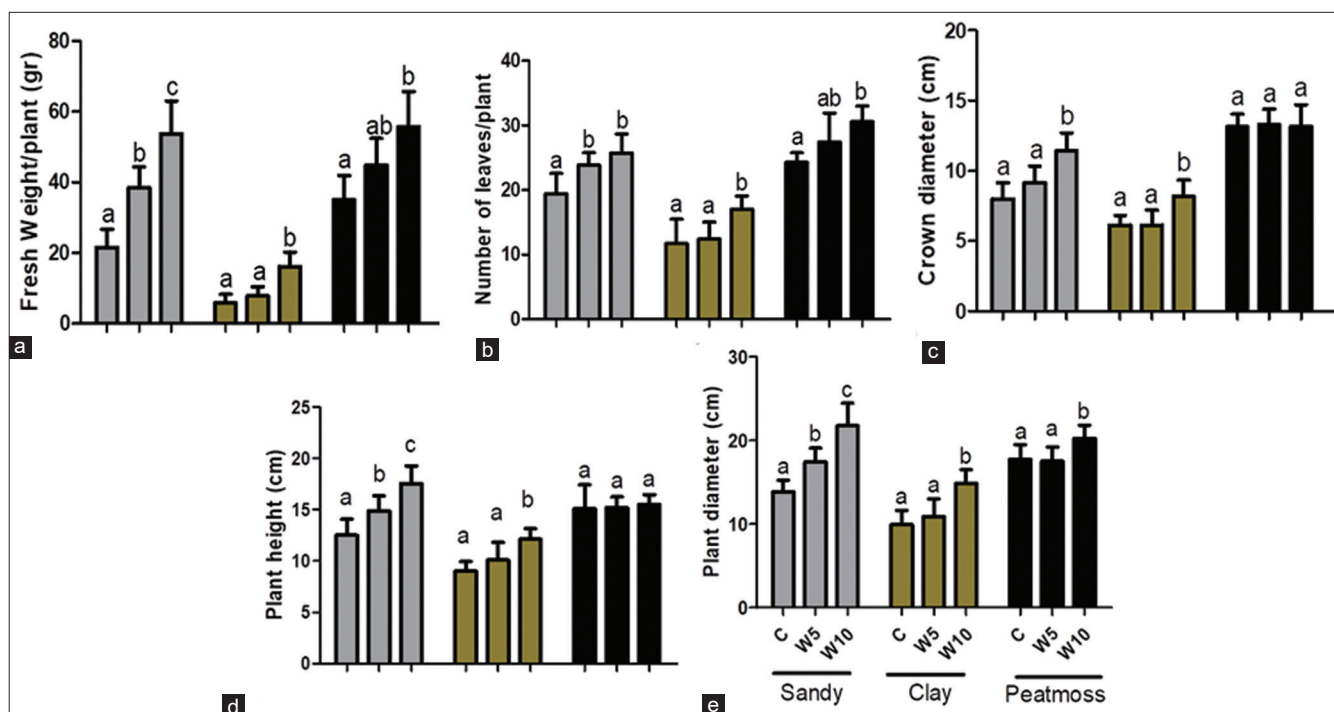 80
60
40
20
0
Fresh Weight/plant (gr)
a
b
c
a
a
b
a
ab
b
a
40
30
20
10
0
Number of leaves/plant
a
b
b
a
a
b
a
ab
b
b
20
15
10
5
0
Crown diameter (cm)
a
a
b
a
a
b
a
a
a
c
25
20
15
10
5
0
Plant height (cm)
a
b
c
a
a
b
a
a
a
d
30
20
10
0
Plant diameter (cm)
a
b
c
a
a
b
a
a
b
C W5 W10 C W5 W10 C W5 W10
Sandy Clay Peatmoss
e